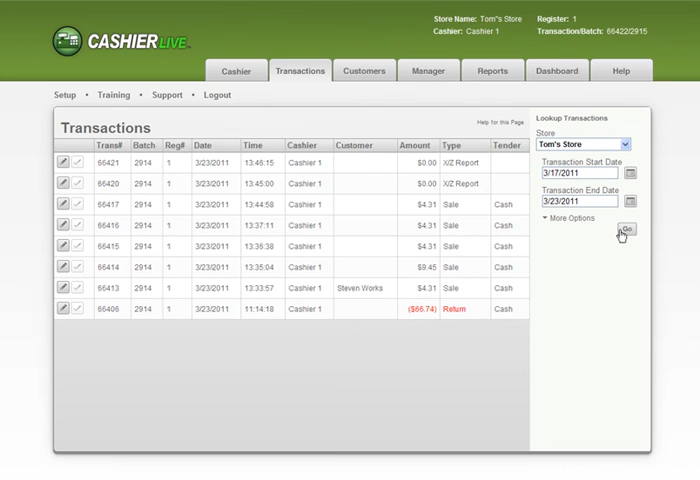 Store Name: Tom"s Store Register: 1
Cashier: Cashier 1 Transaction/Batch: 66422/2915
CASHIER LIVE
Cashier Transactions Customers Manager Reports Dashboard Help
Setup • Training • Support • Logout
Transactions
Help for this Page
Trans# Batch Reg# Date Time Cashier Customer Amount Type Tender
66421 2914 1 3/23/2011 13:46:15 Cashier 1 $0.00 X/Z Report
66420 2914 1 3/23/2011 13:45:00 Cashier 1 $0.00 X/Z Report
66417 2914 1 3/23/2011 13:44:58 Cashier 1 $4.31 Sale Cash
66416 2914 1 3/23/2011 13:37:11 Cashier 1 $4.31 Sale Cash
66415 2914 1 3/23/2011 13:36:38 Cashier 1 $4.31 Sale Cash
66414 2914 1 3/23/2011 13:35:04 Cashier 1 $9.45 Sale Cash
66413 2914 1 3/23/2011 13:33:57 Cashier 1 Steven Works $4.31 Sale Cash
66406 2914 1 3/23/2011 11:14:18 Cashier 1 ($66.74) Return Cash
Lookup Transactions
Store
Tom's Store
Transaction Start Date
3/17/2011
Transaction End Date
3/23/2011
More Options
Go